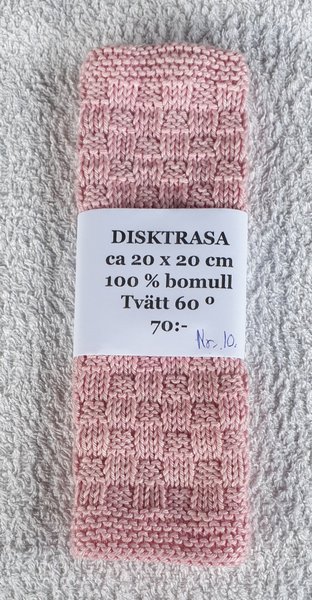 DISKTRASA
ca 20 x 20 cm
100 % bomull
Tvätt 60 º
70:-
Nr. 10.